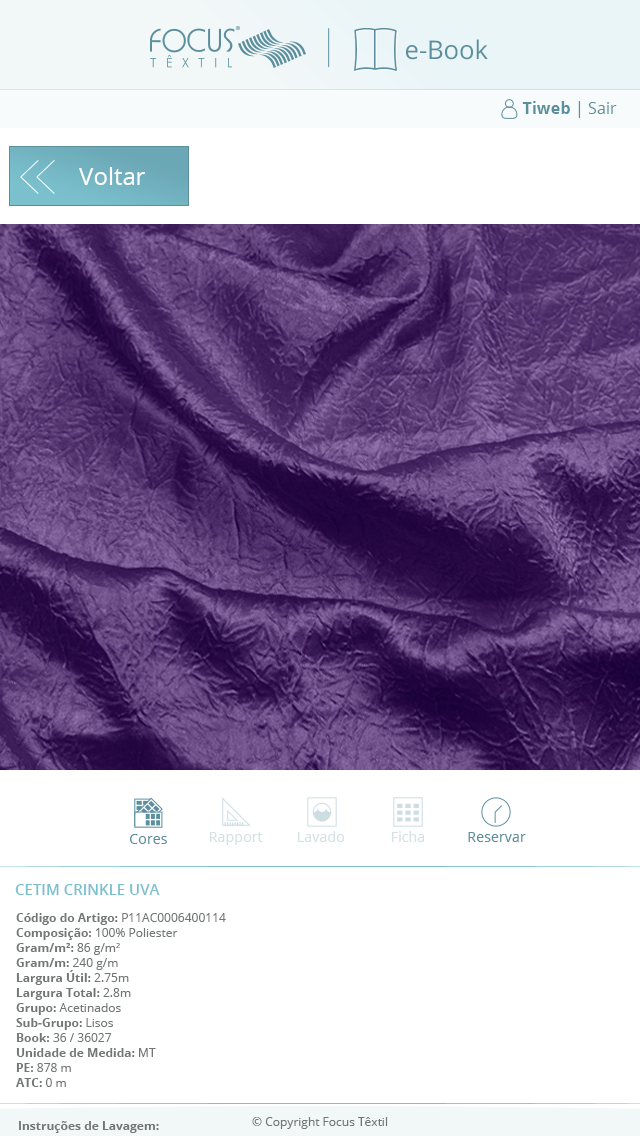 FOCUS®
TÊXTIL
e-Book
Tiweb | Sair
Voltar
Cores
Rapport
Lavado
Ficha
Reservar
CETIM CRINKLE UVA
Código do Artigo: P11AC0006400114
Composição: 100% Poliester
Gram/m²: 86 g/m²
Gram/m: 240 g/m
Largura Útil: 2.75m
Largura Total: 2.8m
Grupo: Acetinados
Sub-Grupo: Lisos
Book: 36 / 36027
Unidade de Medida: MT
PE: 878 m
ATC: 0 m
© Copyright Focus Têxtil
Instruções de Lavagem: